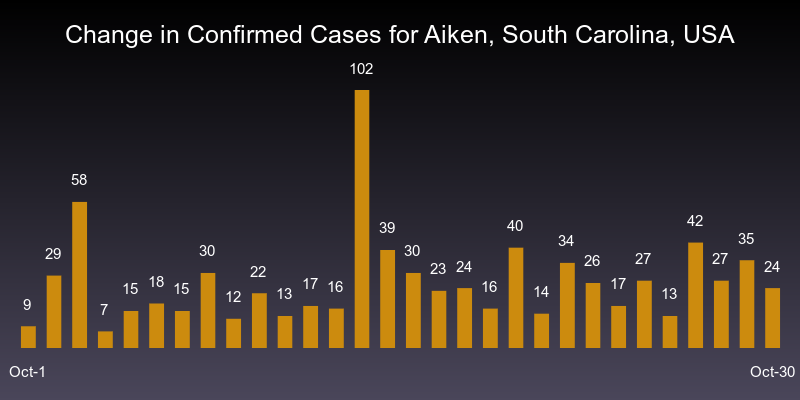 Change in Confirmed Cases for Aiken, South Carolina, USA
9 29 58 7 15 18 15 30 12 22 13 17 16 102 39 30 23 24 16 40 14 34 26 17 27 13 42 27 35 24
Oct-1 Oct-30